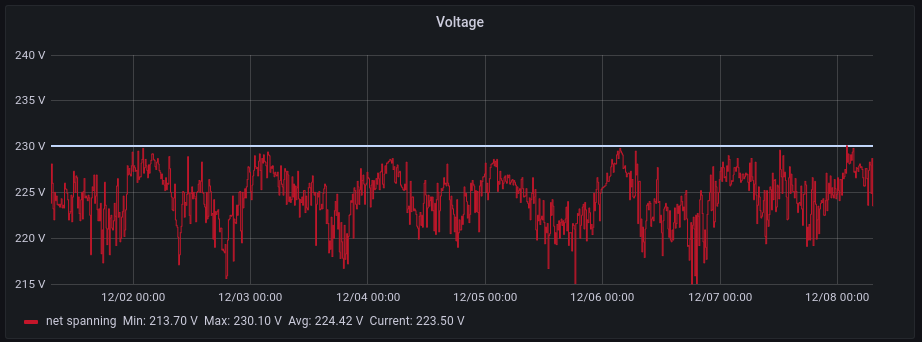 Voltage
240 V
235 V
230 V
225 V
220 V
215 V
12/02 00:00 12/03 00:00 12/04 00:00 12/05 00:00 12/06 00:00 12/07 00:00 12/08 00:00
net spanning Min: 213.70 V Max: 230.10 V Avg: 224.42 V Current: 223.50 V